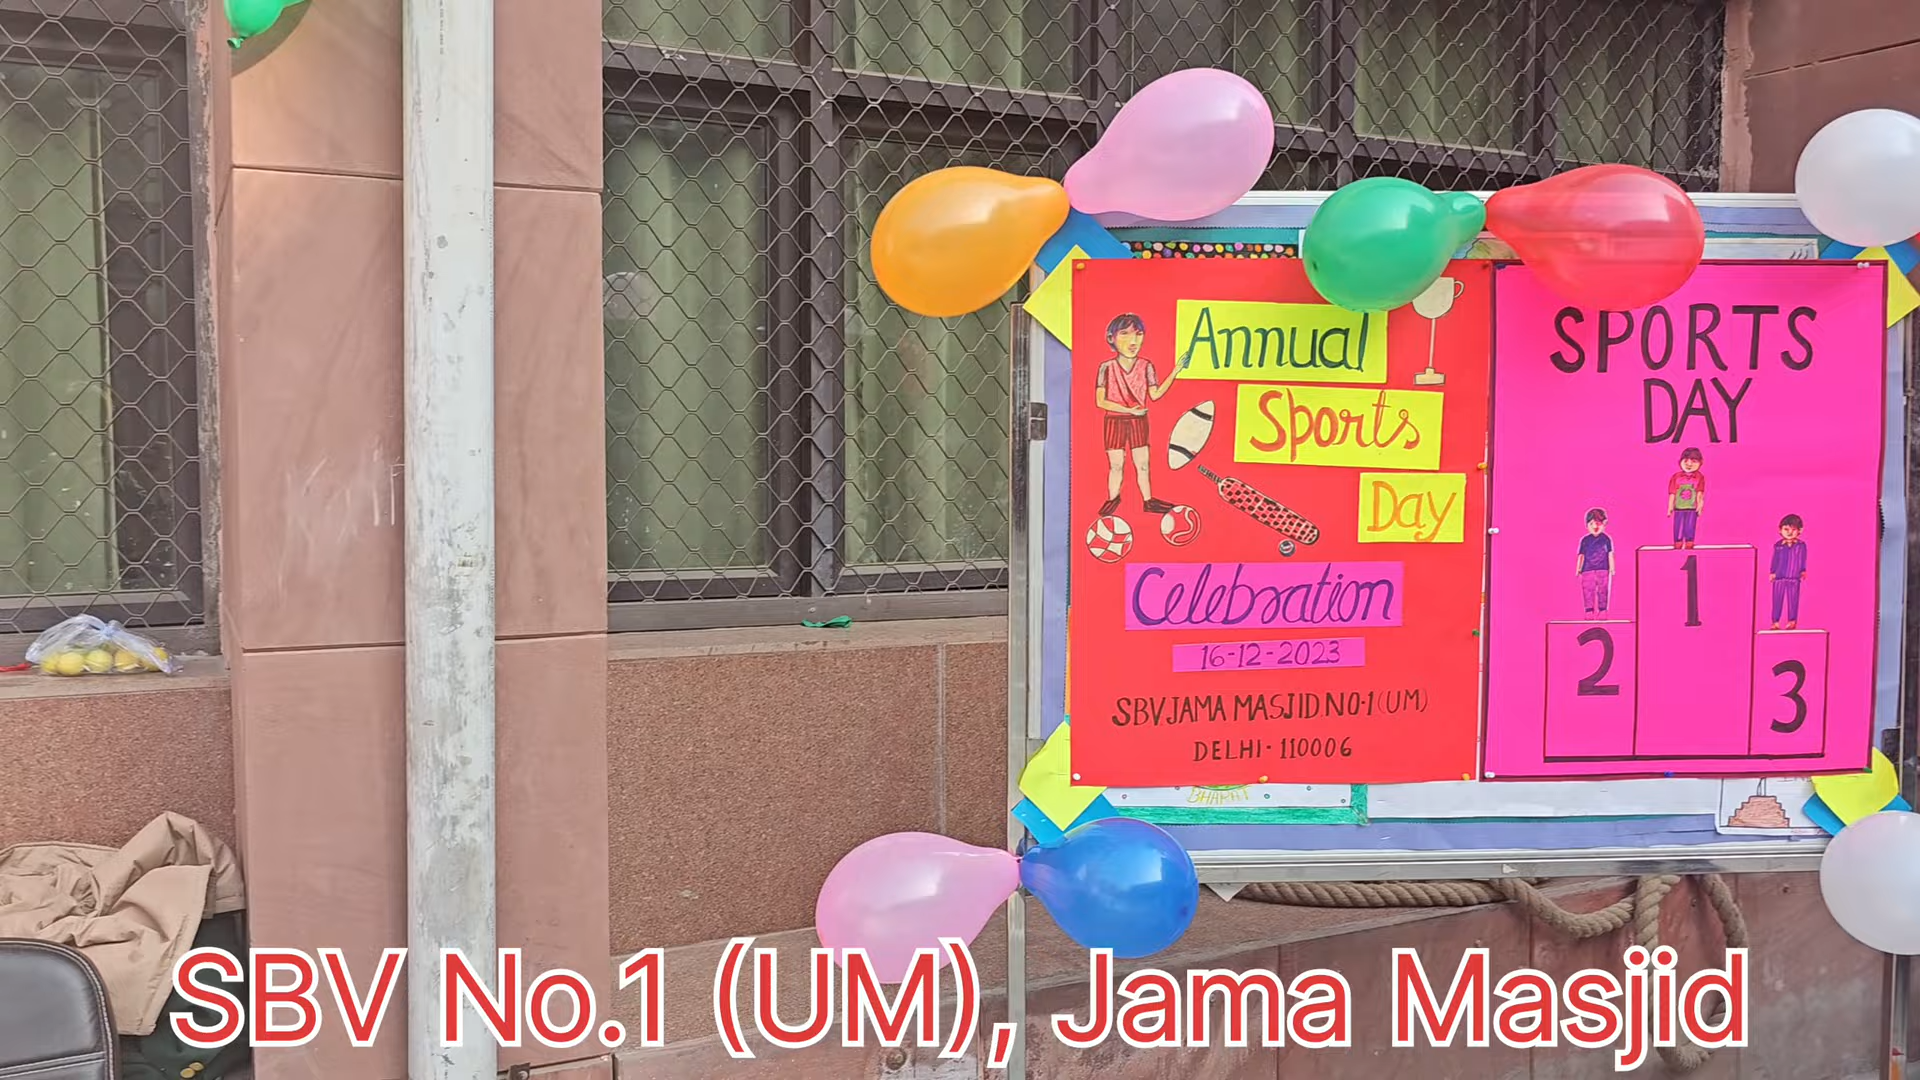 Annual
Sports
Day
Celebration
16-12-2023
SBV JAMA MASJID NO.1 (UM)
DELHI - 110006
SPORTS
DAY
1
2
3
BHARAT
SBV No.1 (UM), Jama Masjid